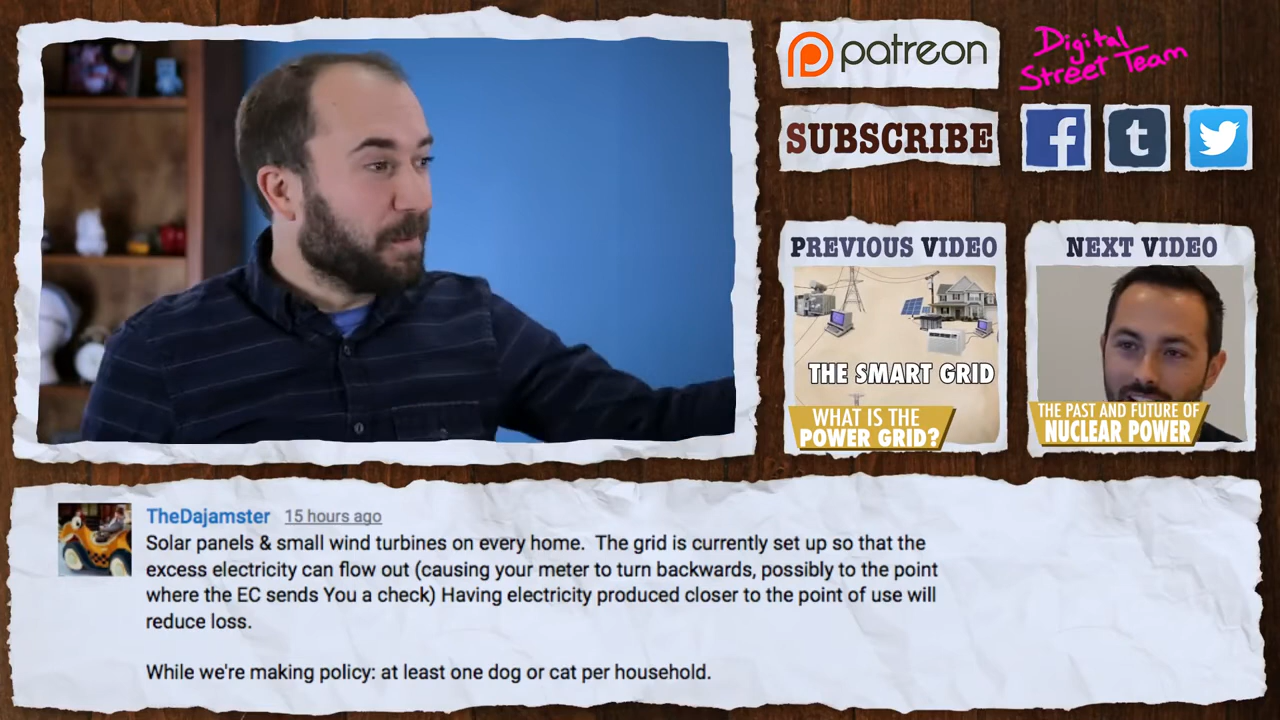 patreon
Digital
Street Team
SUBSCRIBE
f
t
PREVIOUS VIDEO
THE SMART GRID
WHAT IS THE
POWER GRID?
NEXT VIDEO
THE PAST AND FUTURE OF
NUCLEAR POWER
TheDajamster 15 hours ago
Solar panels & small wind turbines on every home. The grid is currently set up so that the
excess electricity can flow out (causing your meter to turn backwards, possibly to the point
where the EC sends You a check) Having electricity produced closer to the point of use will
reduce loss.
While we're making policy: at least one dog or cat per household.